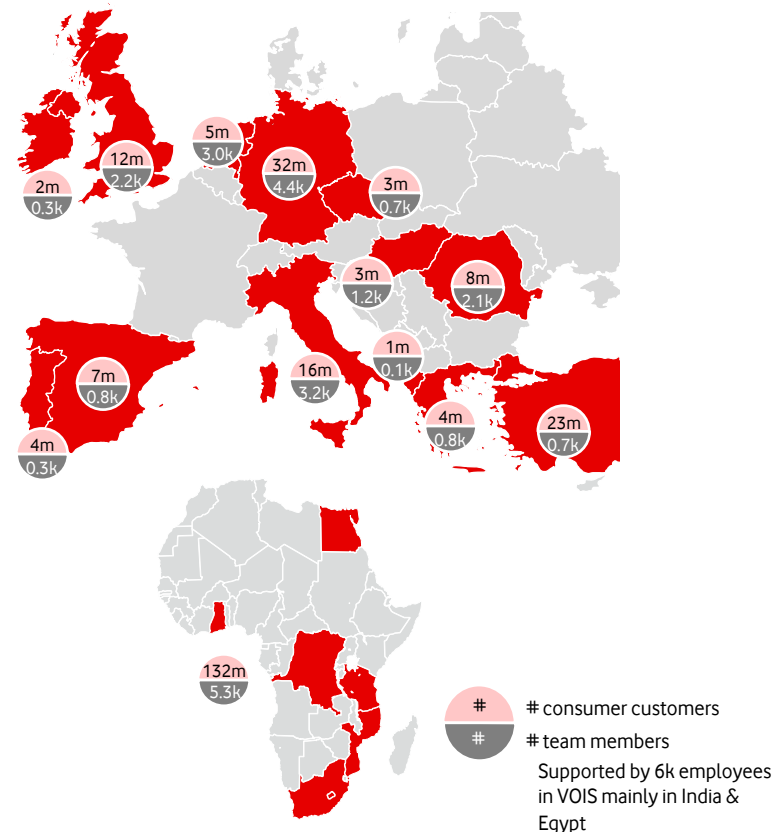 5m
3.0k
12m
2.2k
32m
4.4k
2m
0.3k
3m
0.7k
3m
1.2k
8m
2.1k
1m
0.1k
7m
0.8k
16m
3.2k
4m
0.8k
23m
0.7k
4m
0.3k
132m
5.3k
#
# consumer customers
#
# team members
Supported by 6k employees
in VOIS mainly in India &
Egypt